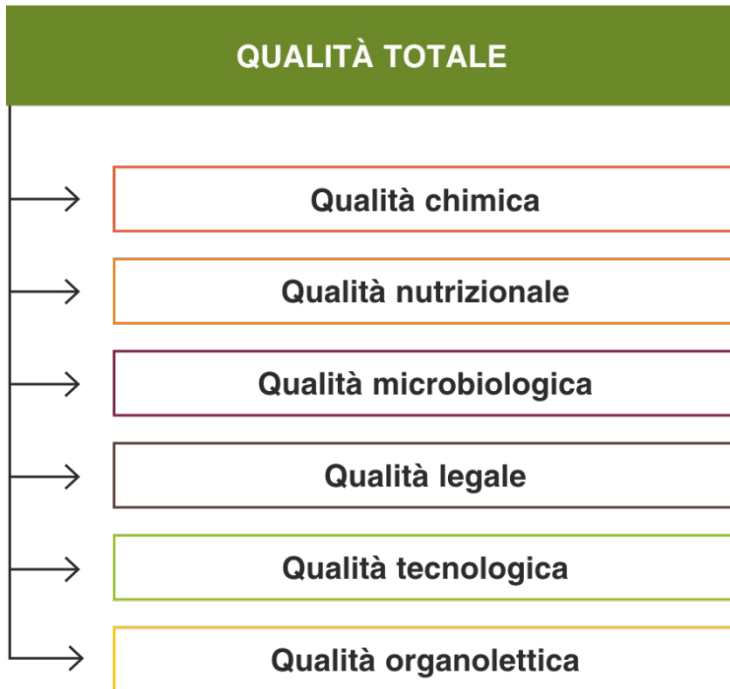 QUALITÀ TOTALE
Qualità chimica
Qualità nutrizionale
Qualità microbiologica
Qualità legale
Qualità tecnologica
Qualità organolettica